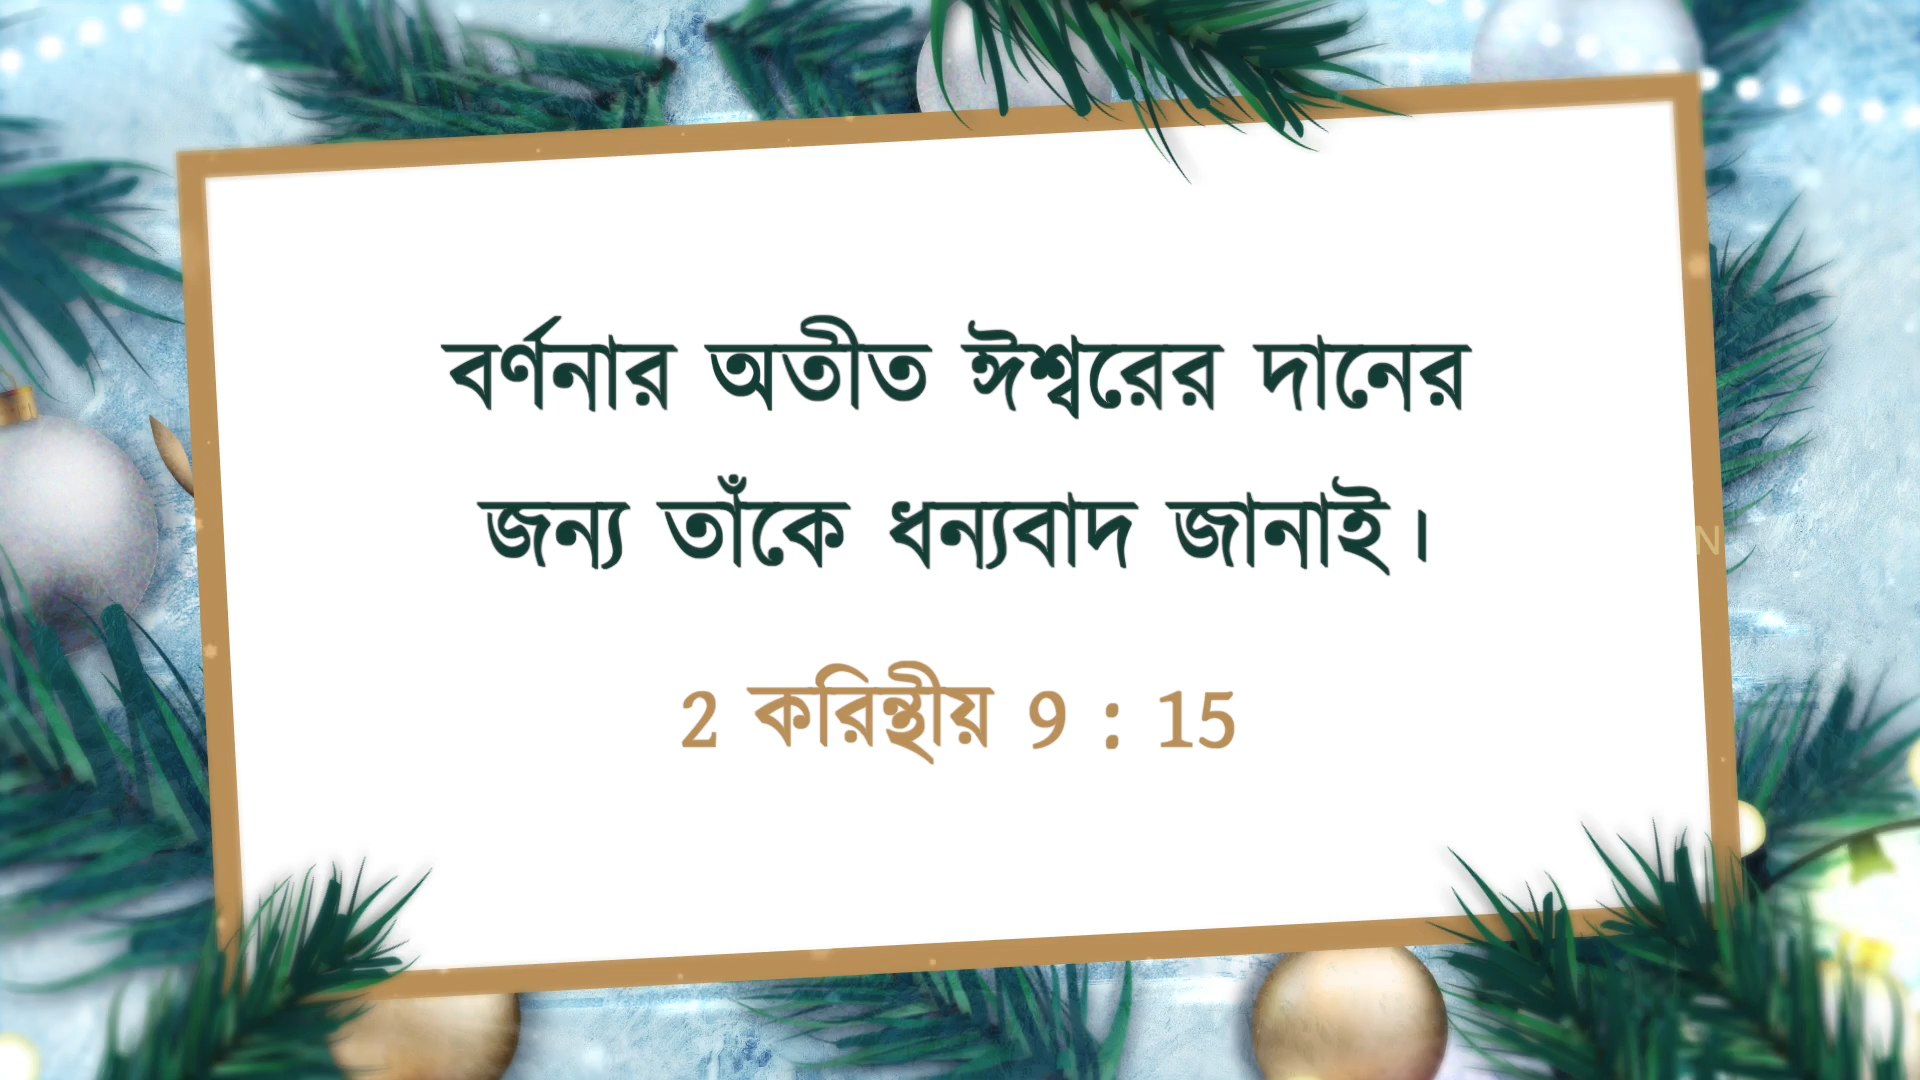 বর্ণনার অতীত ঈশ্বরের দানের
জন্য তাঁকে ধন্যবাদ জানাই।
2 করিন্থীয় 9 : 15
N